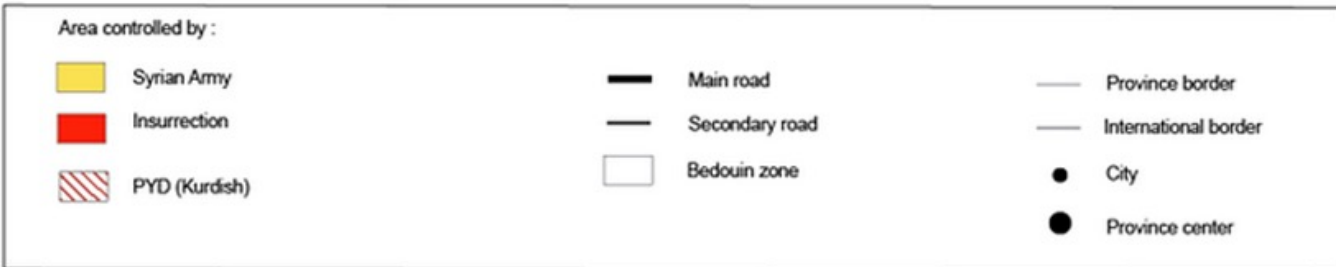 Area controlled by :
Syrian Army
Insurrection
PYD (Kurdish)
Main road
Secondary road
Bedouin zone
Province border
International border
City
Province center